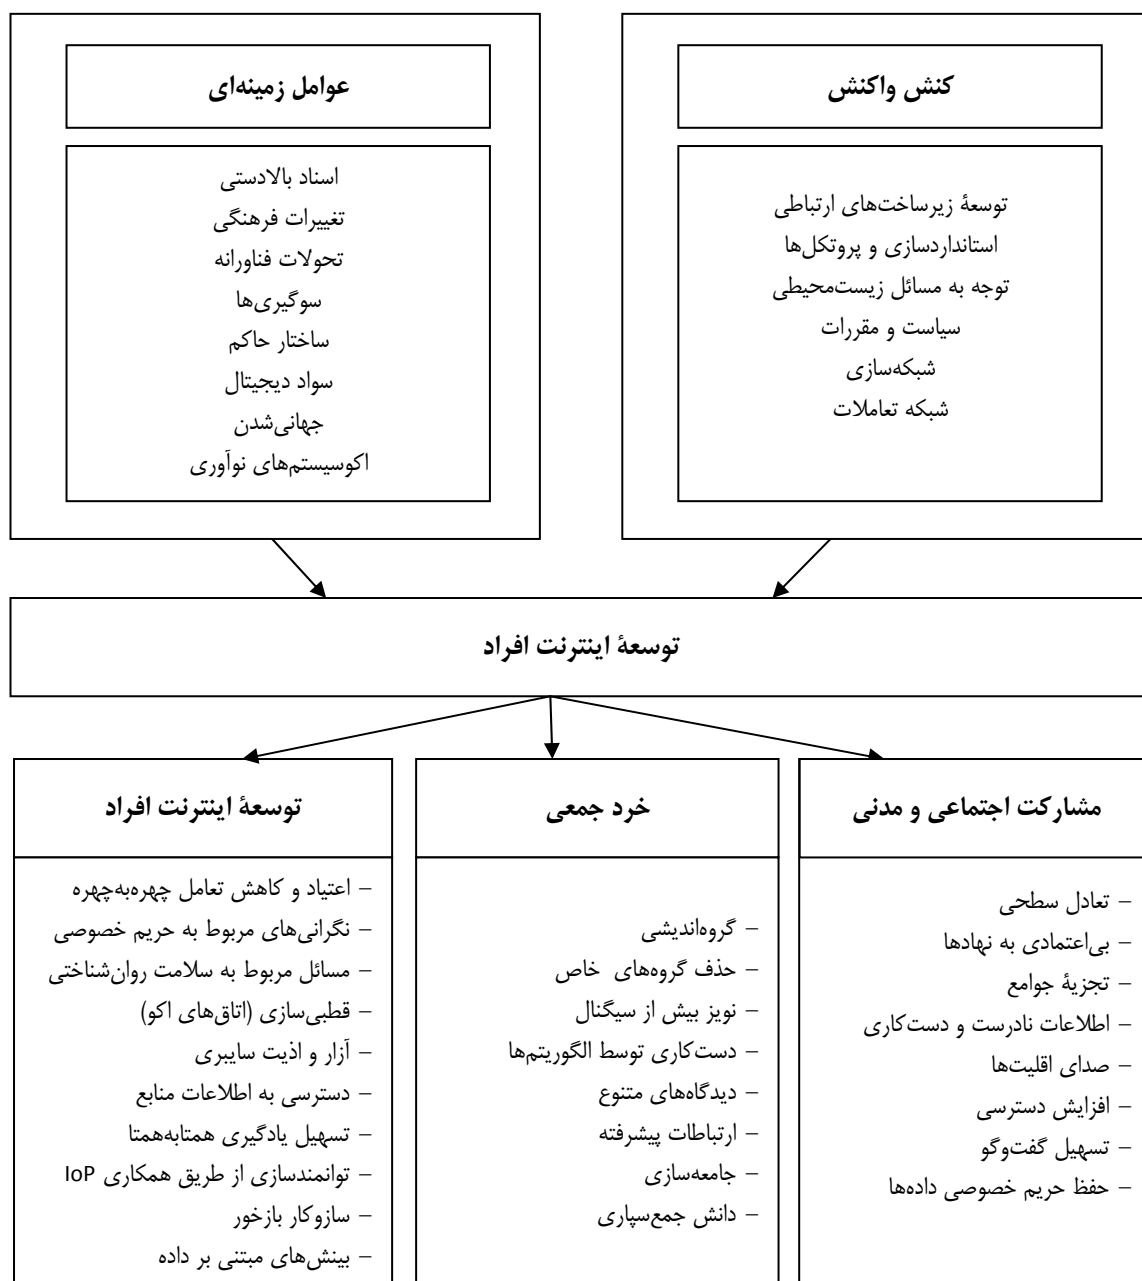 کنش واکنش
توسعۀ زیرساخت‌های ارتباطی
استانداردسازی و پروتکل‌ها
توجه به مسائل زیست‌محیطی
سیاست و مقررات
شبکه‌سازی
شبکه تعاملات
عوامل زمینه‌ای
اسناد بالادستی
تغییرات فرهنگی
تحولات فناورانه
سوگیری‌ها
ساختار حاکم
سواد دیجیتال
جهانی‌شدن
اکوسیستم‌های نوآوری
توسعۀ اینترنت افراد
مشارکت اجتماعی و مدنی
– تعادل سطحی
– بی‌اعتمادی به نهادها
– تجزیۀ جوامع
– اطلاعات نادرست و دست‌کاری
– صدای اقلیت‌ها
– افزایش دسترسی
– تسهیل گفت‌وگو
– حفظ حریم خصوصی داده‌ها
خرد جمعی
– گروه‌اندیشی
– حذف گروه‌های خاص
– نویز بیش از سیگنال
– دست‌کاری توسط الگوریتم‌ها
– دیدگاه‌های متنوع
– ارتباطات پیشرفته
– جامعه‌سازی
– دانش جمع‌سپاری
توسعۀ اینترنت افراد
– اعتیاد و کاهش تعامل چهره‌به‌چهره
– نگرانی‌های مربوط به حریم خصوصی
– مسائل مربوط به سلامت روان‌شناختی
– قطبی‌سازی (اتاق‌های اکو)
– آزار و اذیت سایبری
– دسترسی به اطلاعات منابع
– تسهیل یادگیری همتابه‌همتا
– توانمندسازی از طریق همکاری IoP
– سازوکار بازخور
– بینش‌های مبتنی بر داده